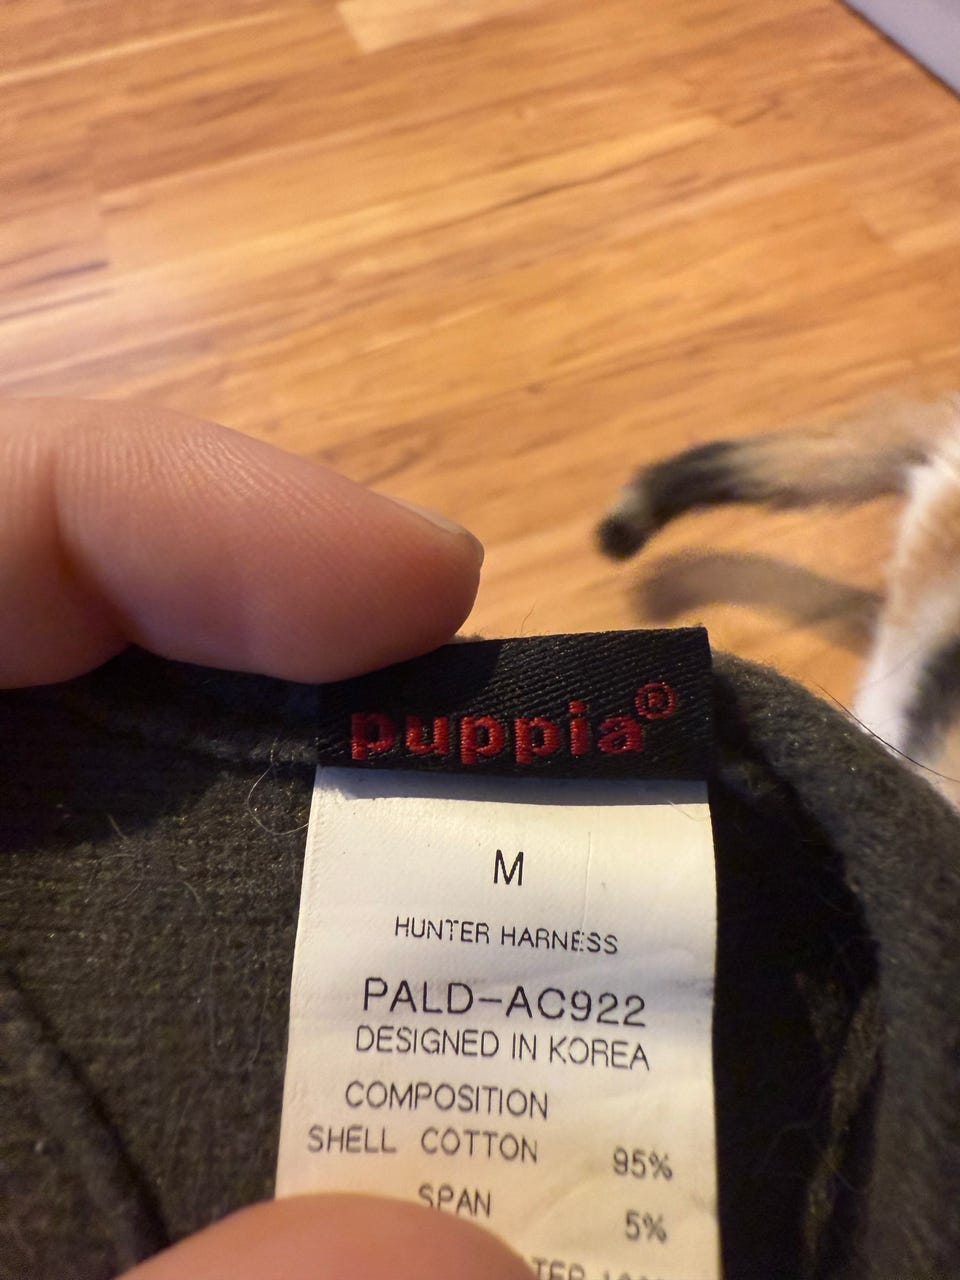 puppia®
M
HUNTER HARNESS
PALD-AC922
DESIGNED IN KOREA
COMPOSITION
SHELL COTTON 95%
SPAN 5%